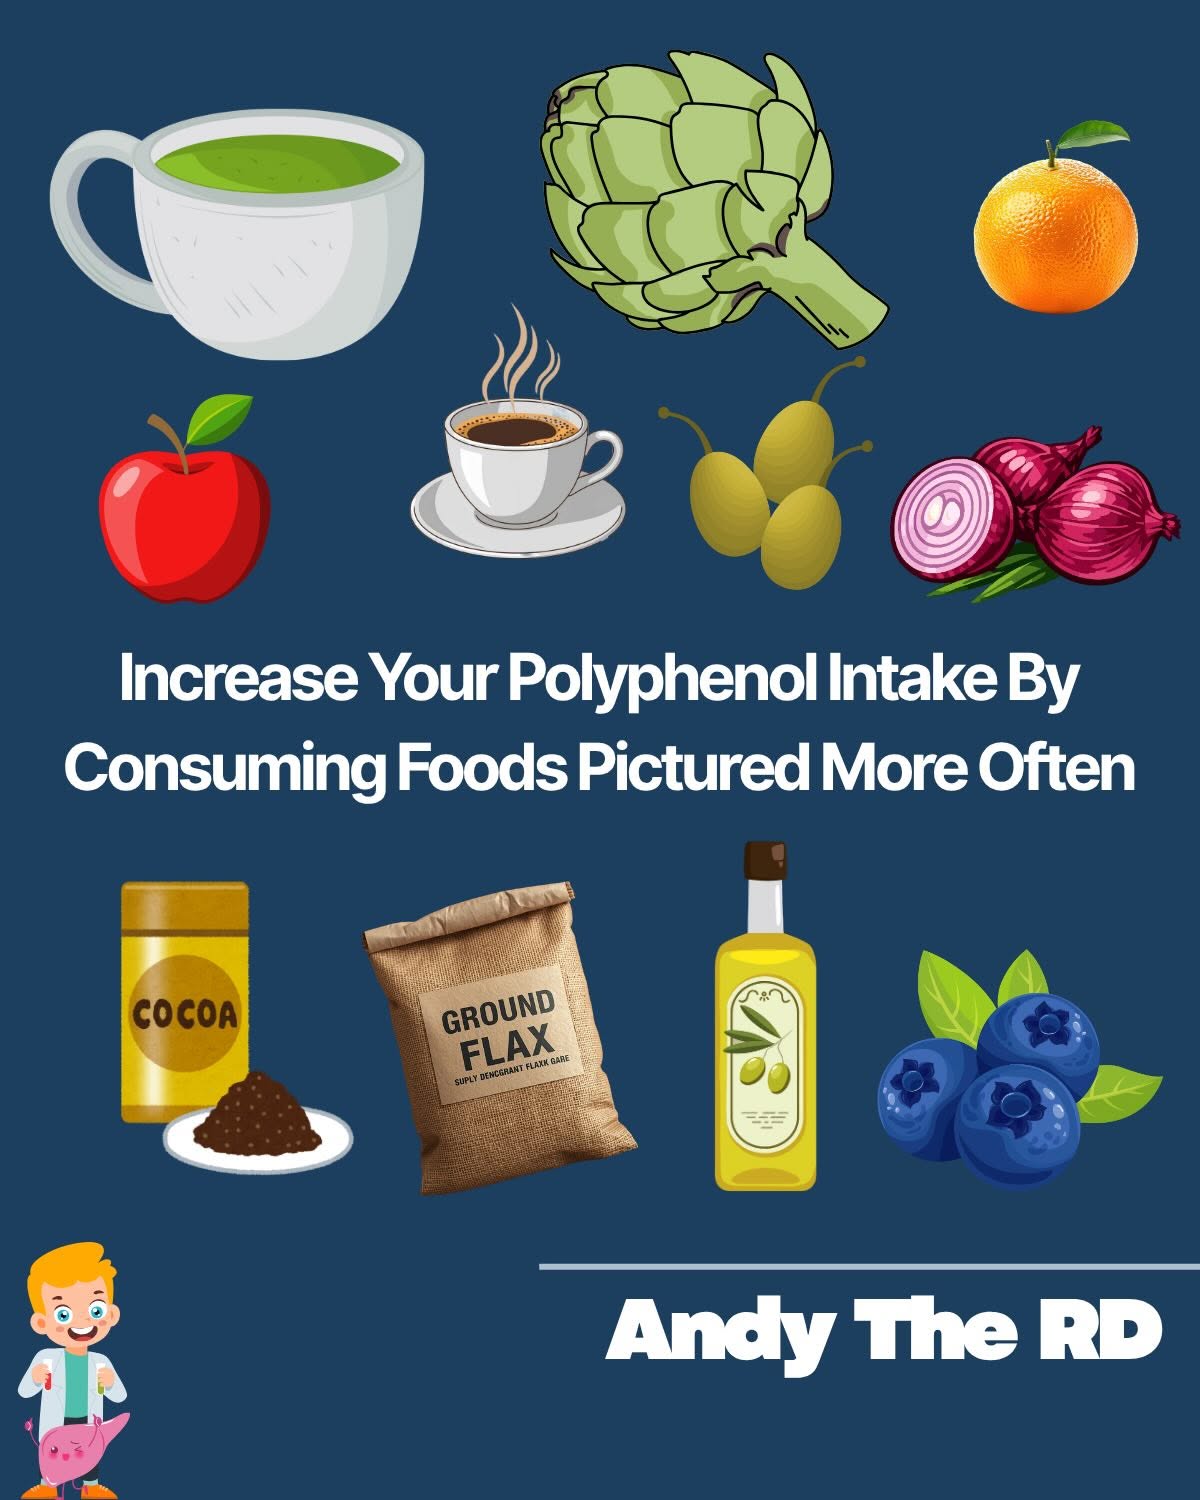 Increase Your Polyphenol Intake By
Consuming Foods Pictured More Often
COCOA
GROUND
FLAX
SUPLY DENCGRANT FLAXK GARE
Andy The RD